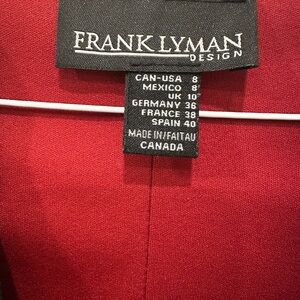 FRANK LYMAN
DESIGN
CAN-USA 8
MEXICO 8
UK 10
GERMANY 36
FRANCE 38
SPAIN 40
MADE IN/FAIT AU
CANADA